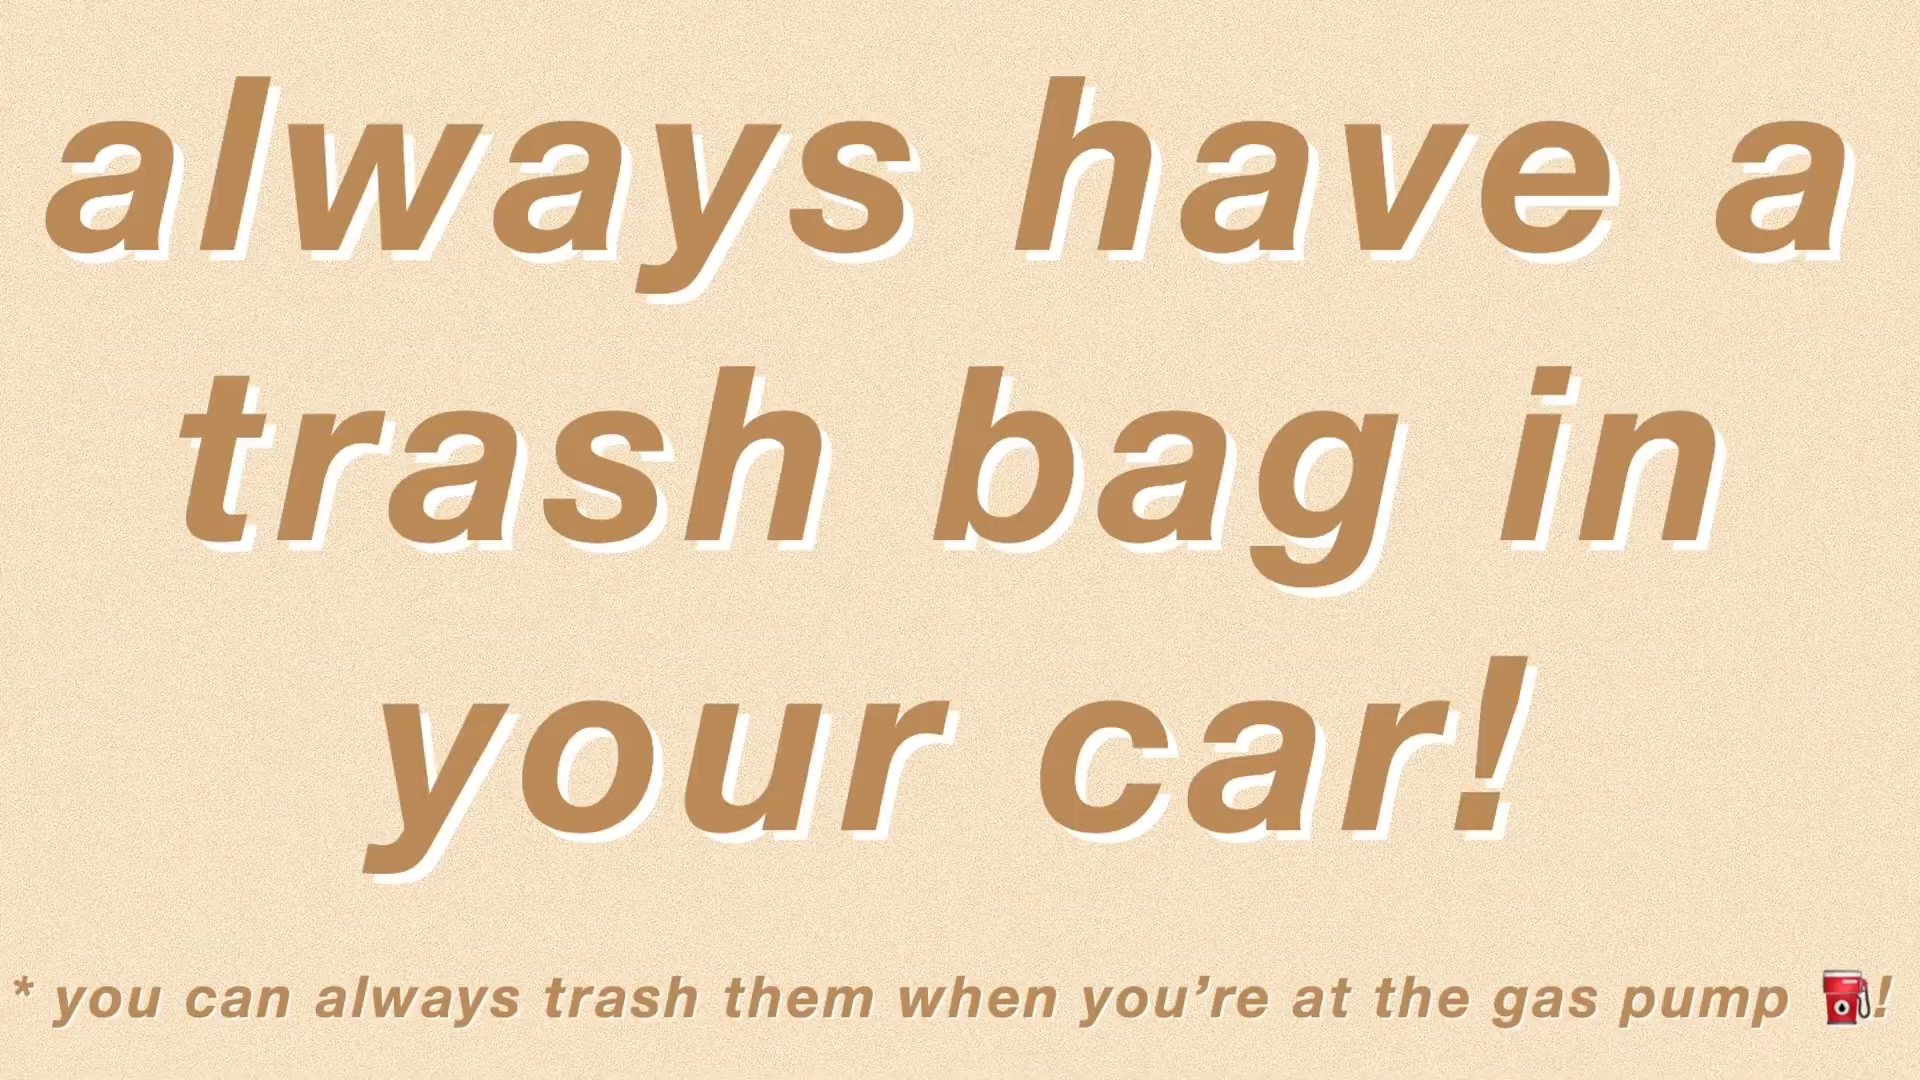 always have a
trash bag in
your car!
* you can always trash them when you’re at the gas pump ⛽!